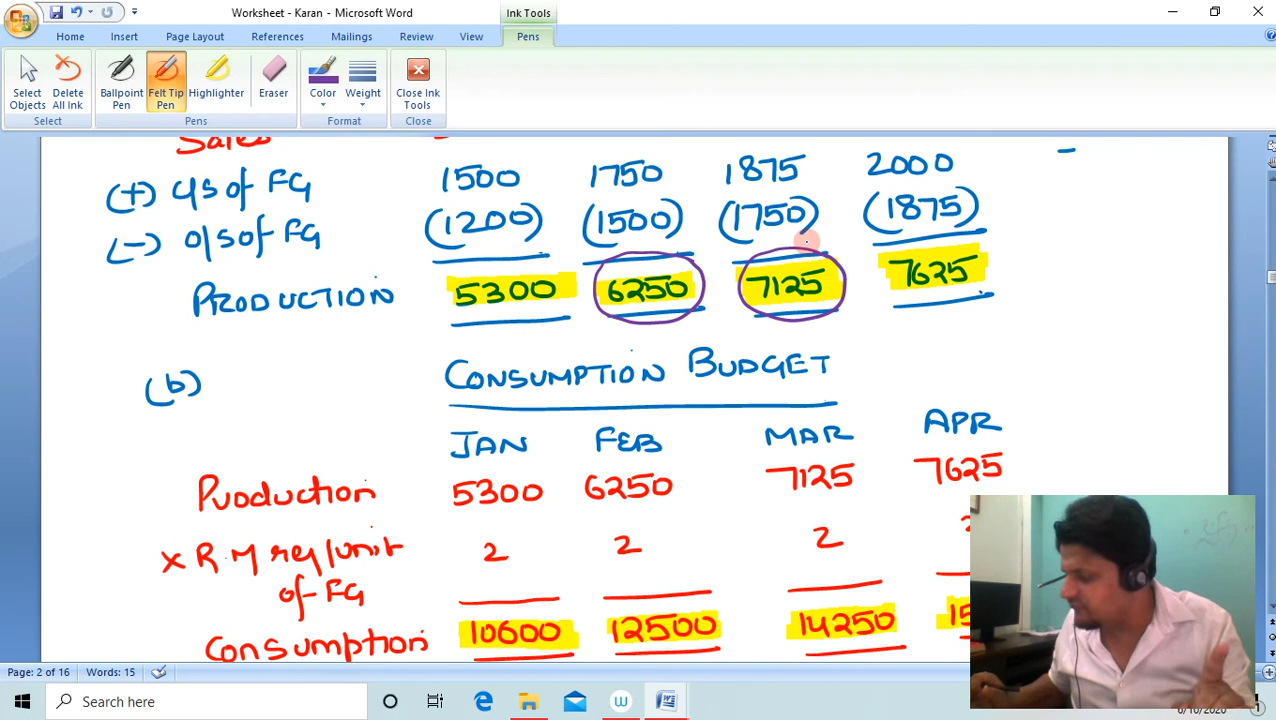 Worksheet - Karan - Microsoft Word
Ink Tools
Home Insert Page Layout References Mailings Review View Pens
Select Objects
Delete All Ink
Ballpoint Pen
Felt Tip Pen
Highlighter
Eraser
Color
Weight
Close Ink Tools
Select
Pens
Format
Close
Sales
(+) C/S of FG 1500 1750 1875 2000 -
(-) O/S of FG (1200) (1500) (1750) (1875)
PRODUCTION 5300 6250 7125 7625
(b) CONSUMPTION BUDGET
JAN FEB MAR APR
Production 5300 6250 7125 7625
x R.M req/unit 2 2 2
of FG
Consumption 10600 12500 14250
Page: 2 of 16 Words: 15
6/10/2020